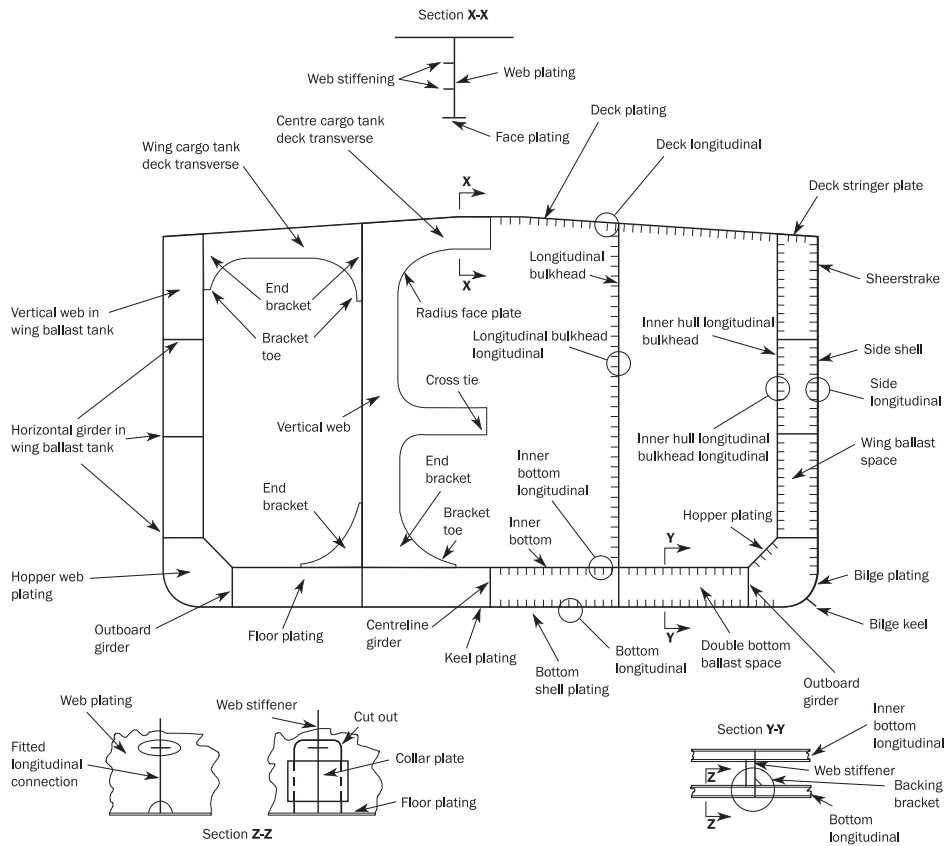 Section X-X
Web stiffening
Web plating
Face plating
Centre cargo tank
deck transverse
Wing cargo tank
deck transverse
Deck plating
Deck longitudinal
Deck stringer plate
X
X
Longitudinal
bulkhead
Sheerstrake
End
bracket
Radius face plate
Vertical web in
wing ballast tank
Bracket
toe
Longitudinal bulkhead
longitudinal
Inner hull longitudinal
bulkhead
Side shell
Cross tie
Side
longitudinal
Horizontal girder in
wing ballast tank
Vertical web
Inner hull longitudinal
bulkhead longitudinal
Wing ballast
space
End
bracket
End
bracket
Inner
bottom
longitudinal
Bracket
toe
Inner
bottom
Hopper plating
Y
Hopper web
plating
Bilge plating
Outboard
girder
Floor plating
Centreline
girder
Keel plating
Bottom
shell plating
Bottom
longitudinal
Y
Double bottom
ballast space
Bilge keel
Outboard
girder
Web plating
Fitted
longitudinal
connection
Web stiffener
Cut out
Collar plate
Floor plating
Section Z-Z
Section Y-Y
Inner
bottom
longitudinal
Web stiffener
Z
Backing
bracket
Z
Bottom
longitudinal